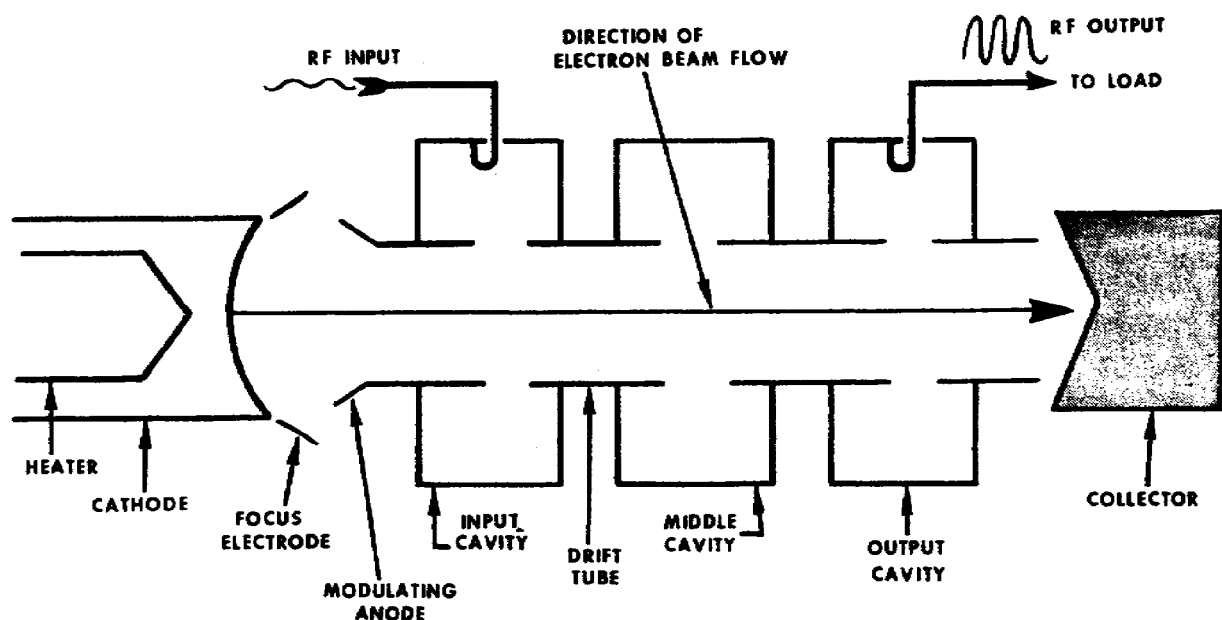 RF INPUT
DIRECTION OF
ELECTRON BEAM FLOW
RF OUTPUT
TO LOAD
HEATER
CATHODE
FOCUS
ELECTRODE
MODULATING
ANODE
INPUT
CAVITY
DRIFT
TUBE
MIDDLE
CAVITY
OUTPUT
CAVITY
COLLECTOR